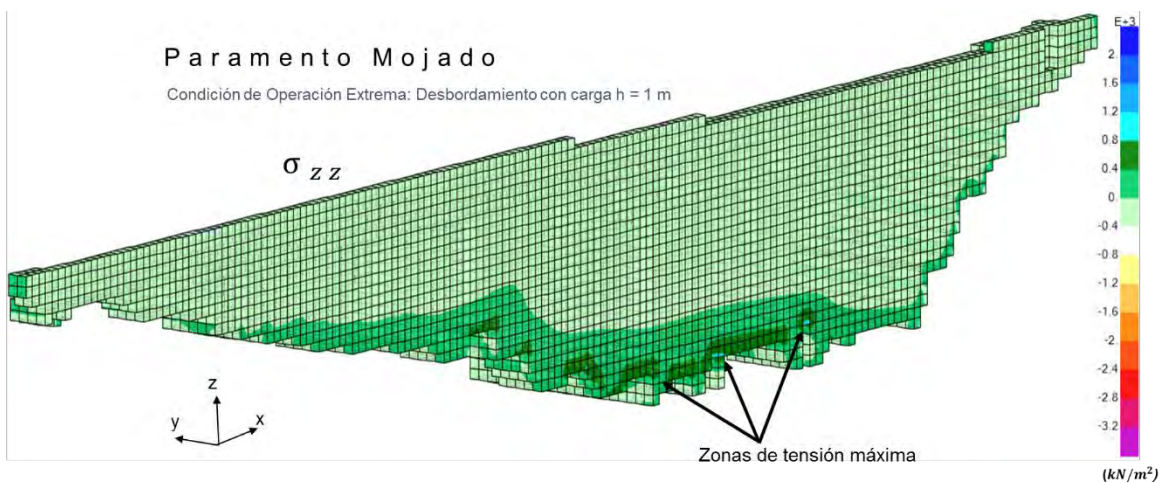 E+3
Paramento Mojado
Condición de Operación Extrema: Desbordamiento con carga h = 1 m
σ zz
2.
1.6
1.2
0.8
0.4
0
-0.4
-0.8
-1.2
-1.6
-2.
-2.4
-2.8
-3.2
z
y
x
Zonas de tensión máxima
(kN/m²)